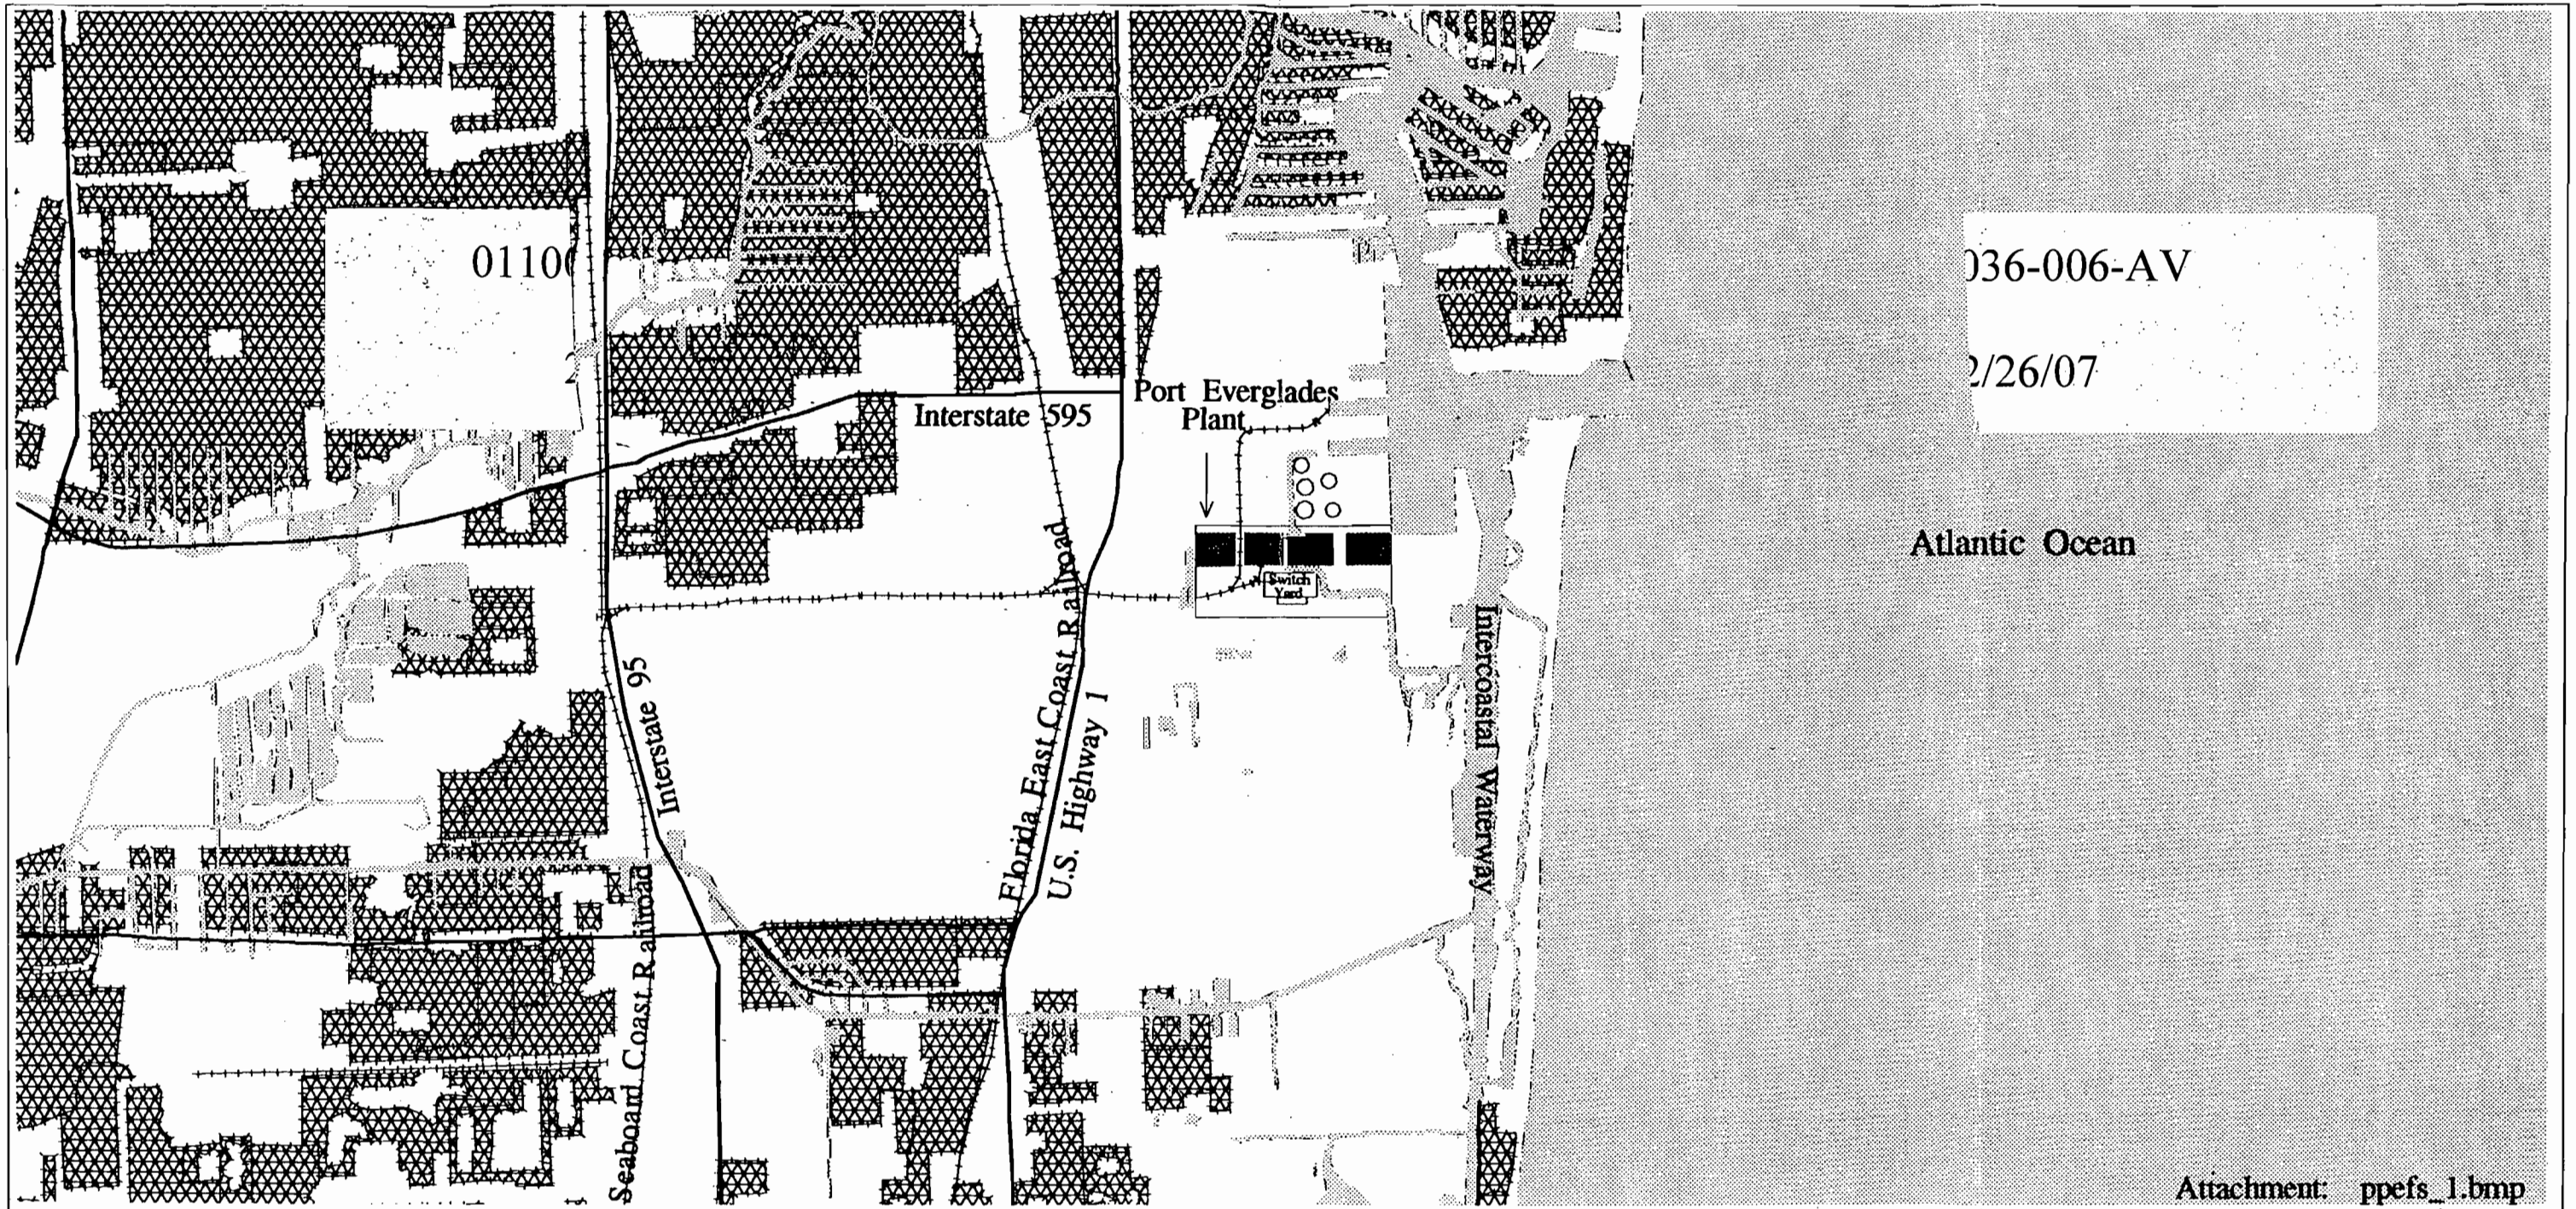 01100
036-006-AV
2/26/07
Port Everglades
Plant
Interstate 595
Atlantic Ocean
Switch
Yard
Florida East Coast Railroad
U.S. Highway 1
Interstate 95
Intercoastal Waterway
Seaboard Coast Railroad
Attachment: ppefs_1.bmp